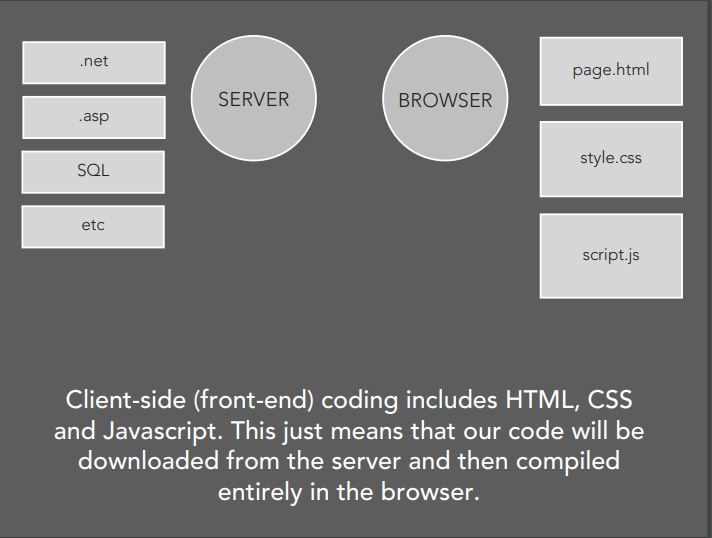 .net
.asp
SQL
etc
SERVER
BROWSER
page.html
style.css
script.js
Client-side (front-end) coding includes HTML, CSS
and Javascript. This just means that our code will be
downloaded from the server and then compiled
entirely in the browser.